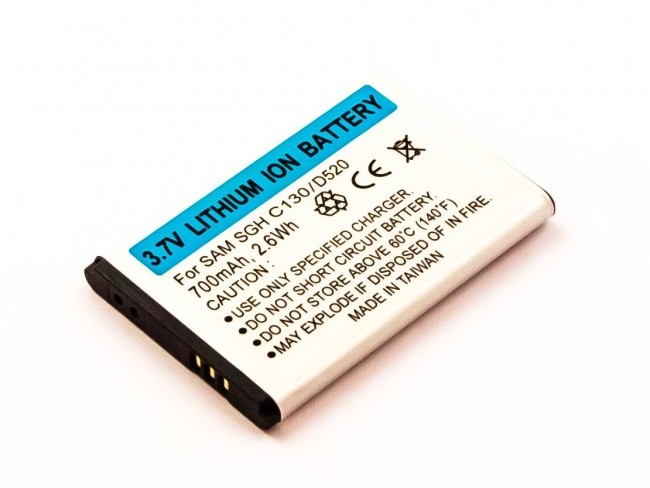 3.7V LITHIUM ION BATTERY
For SAM SGH C130/D520
700mAh, 2.6Wh
CE
CAUTION :
• USE ONLY SPECIFIED CHARGER.
• DO NOT SHORT CIRCUIT BATTERY.
• DO NOT STORE ABOVE 60°C (140°F)
• MAY EXPLODE IF DISPOSED IN FIRE.
MADE IN TAIWAN